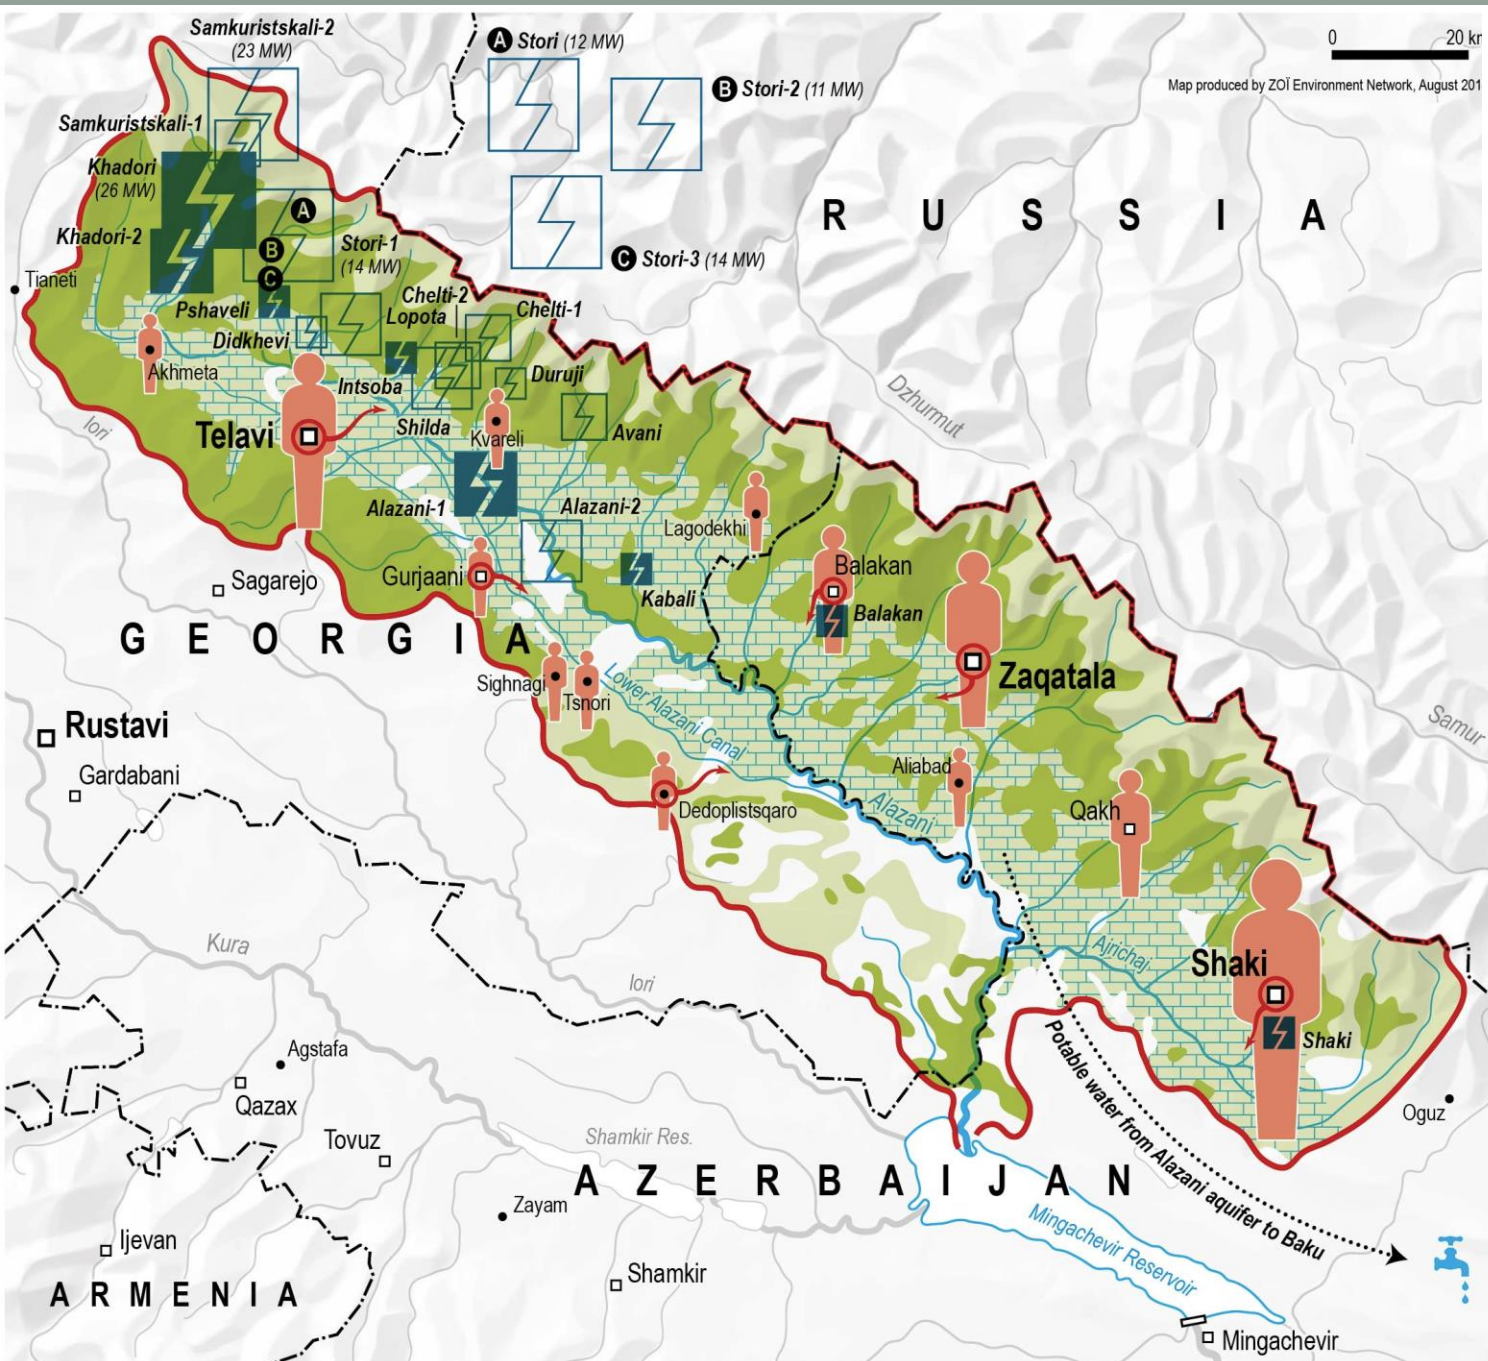 Samkuristskali-2
(23 MW)
A Stori (12 MW)
B Stori-2 (11 MW)
0 20 km
Map produced by ZOÏ Environment Network, August 201
Samkuristskali-1
Khadori
(26 MW)
A
R U S S I A
Khadori-2
B
Stori-1
(14 MW)
C Stori-3 (14 MW)
C
Tianeti
Pshaveli
Chelti-2
Lopota
Chelti-1
Didkhevi
Akhmeta
Intsoba
Duruji
Dzhurmut
Iori
Telavi
Shilda
Kvareli
Avani
Alazani-1
Alazani-2
Lagodekhi
Sagarejo
Gurjaani
Balakan
Kabali
Balakan
G E O R G I A
Sighnagi
Tsnori
Zaqatala
Lower Alazani Canal
Rustavi
Samur
Gardabani
Aliabad
Dedoplistsqaro
Alazani
Qakh
Kura
Iori
Ajrichaj
Shaki
Shaki
Agstafa
Qazax
Potable water from Alazani aquifer to Baku
Oguz
Tovuz
Shamkir Res.
A Z E R B A I J A N
Zayam
Mingachevir Reservoir
Ijevan
Shamkir
A R M E N I A
Mingachevir